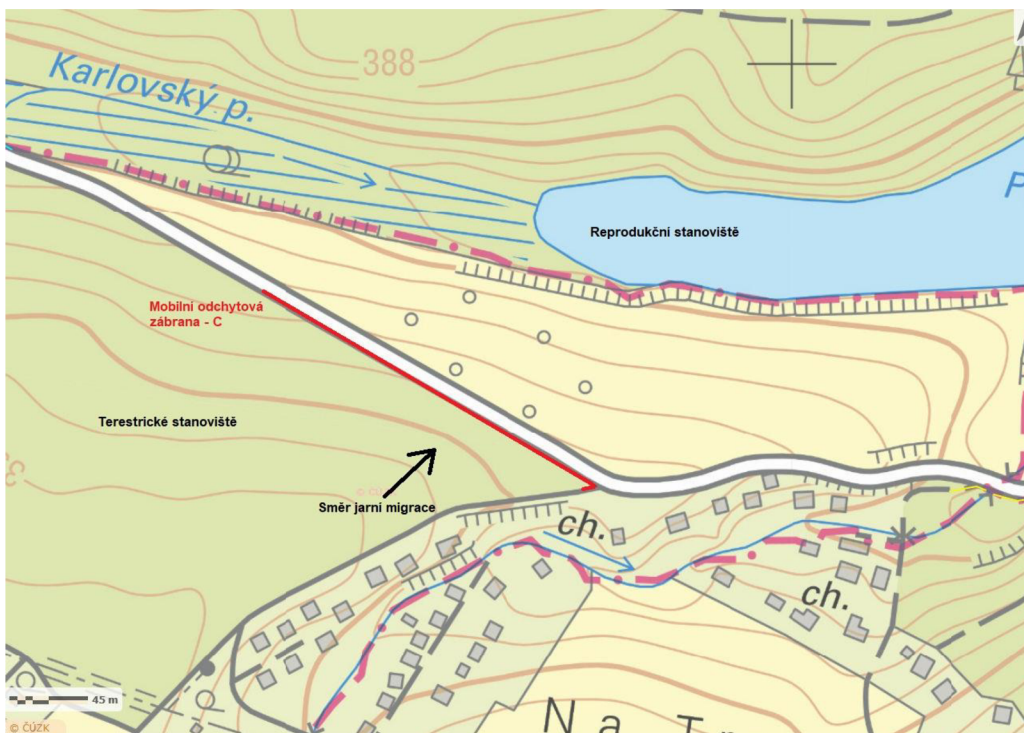 388
Karlovský p.
P
Reprodukční stanoviště
Mobilní odchytová
zábrana - C
Terestrické stanoviště
Směr jarní migrace
ch.
ch.
45 m
© ČÚZK